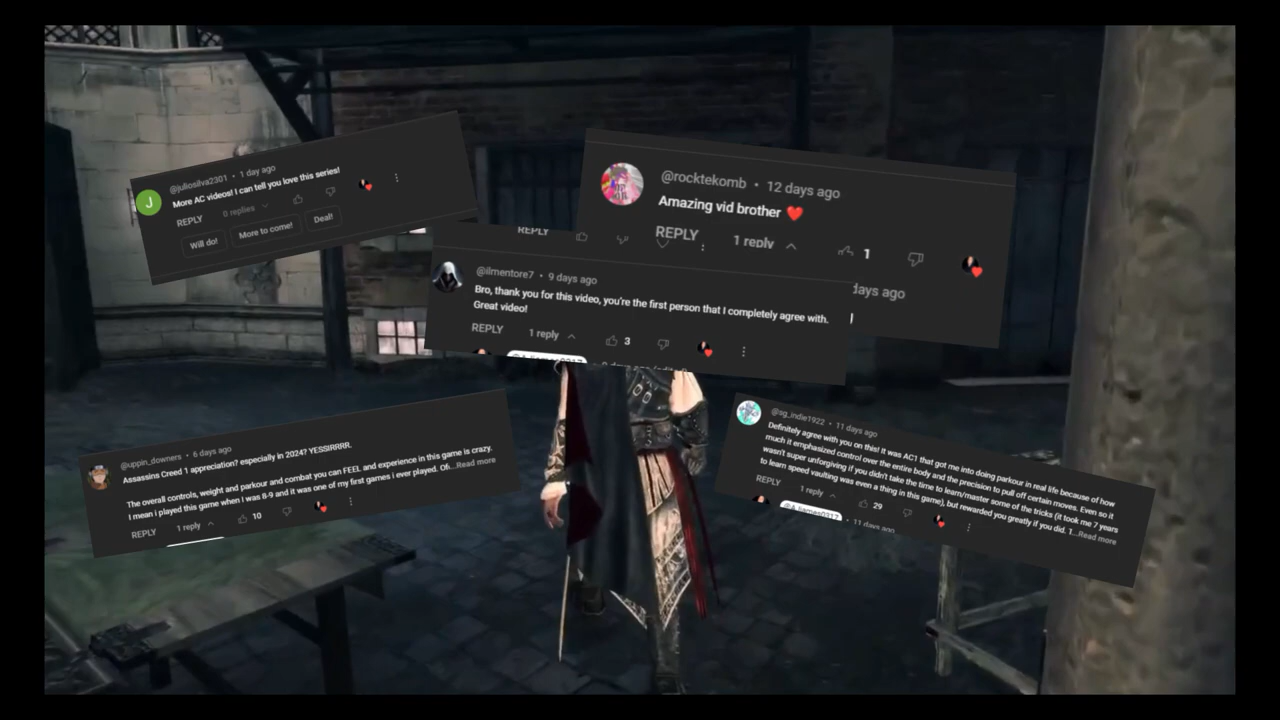 @juliosilva2301 • 1 day ago
More AC videos! I can tell you love this series!
REPLY 0 replies
Will do! More to come! Deal!
@rocktekomb • 12 days ago
Amazing vid brother ❤️
REPLY 1 reply 1
days ago
REPLY
@ilmentore7 • 9 days ago
Bro, thank you for this video, you're the first person that I completely agree with.
Great video!
REPLY 1 reply 3
@uppin_downers • 6 days ago
Assassins Creed 1 appreciation? especially in 2024? YESSIRRRR.
The overall controls, weight and parkour and combat you can FEEL and experience in this game is crazy.
I mean i played this game when I was 8-9 and it was one of my first games i ever played. Ofc...Read more
REPLY 1 reply 10
@sg_indie1922 • 11 days ago
Definitely agree with you on this! It was AC1 that got me into doing parkour in real life because of how
much it emphasized control over the entire body and the precision to pull off certain moves. Even so it
wasn't super unforgiving if you didn't take the time to learn/master some of the tricks (it took me 7 years
to learn speed vaulting was even a thing in this game), but rewarded you greatly if you did. 1...Read more
REPLY 1 reply 29
11 days ago